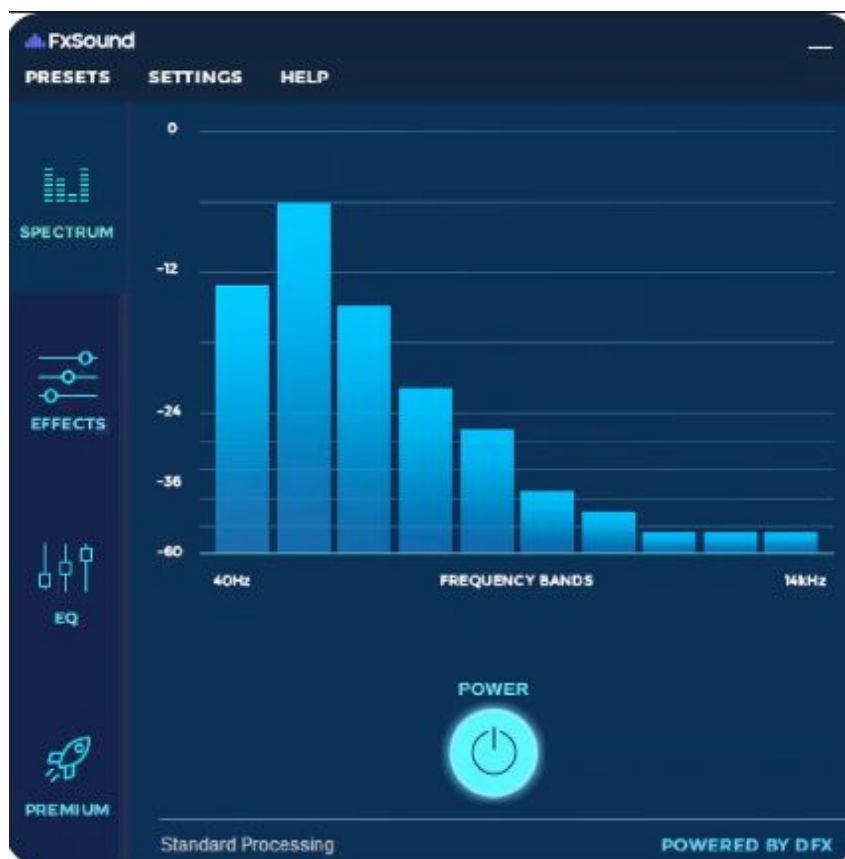 FxSound
PRESETS SETTINGS HELP
0
SPECTRUM
-12
-24
EFFECTS
-36
-60
40Hz FREQUENCY BANDS 14kHz
EQ
POWER
PREMIUM
Standard Processing POWERED BY DFX